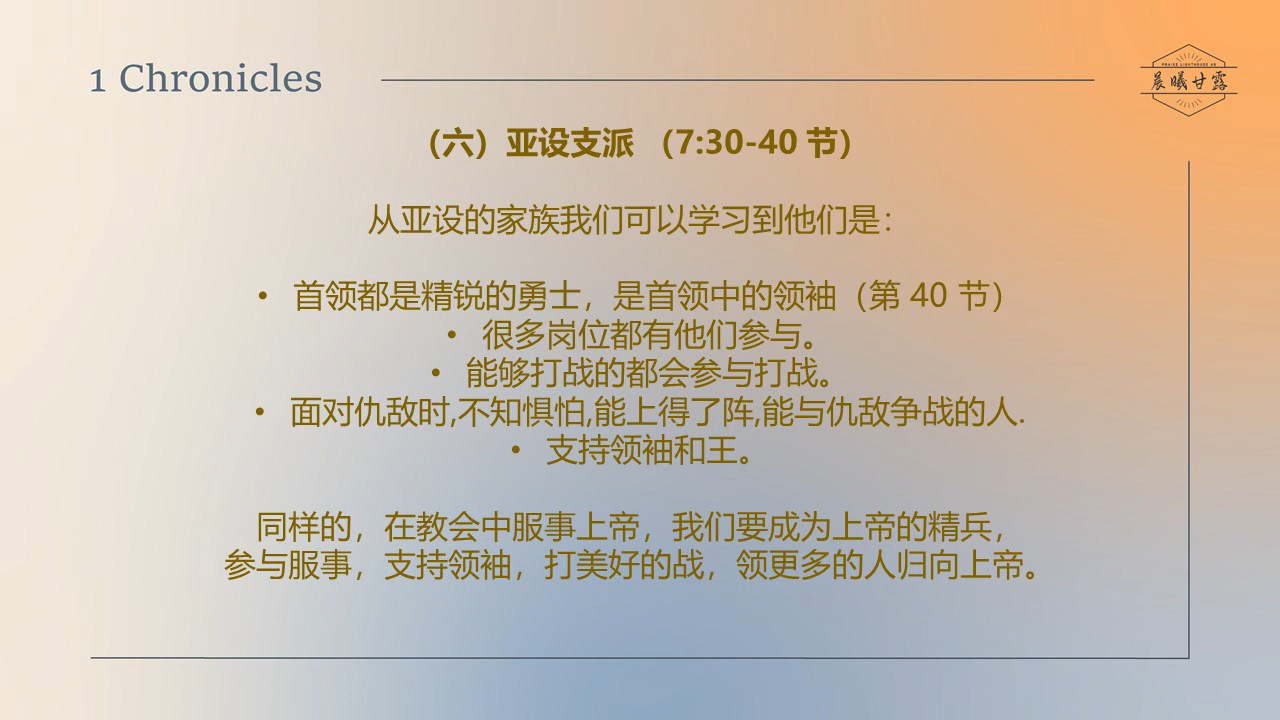 1 Chronicles
PRAISE LIGHTHOUSE AG
晨曦甘露
（六）亚设支派 （7:30-40 节）
从亚设的家族我们可以学习到他们是：
• 首领都是精锐的勇士，是首领中的领袖（第 40 节）
• 很多岗位都有他们参与。
• 能够打战的都会参与打战。
• 面对仇敌时,不知惧怕,能上得了阵,能与仇敌争战的人.
• 支持领袖和王。
同样的，在教会中服事上帝，我们要成为上帝的精兵，
参与服事，支持领袖，打美好的战，领更多的人归向上帝。